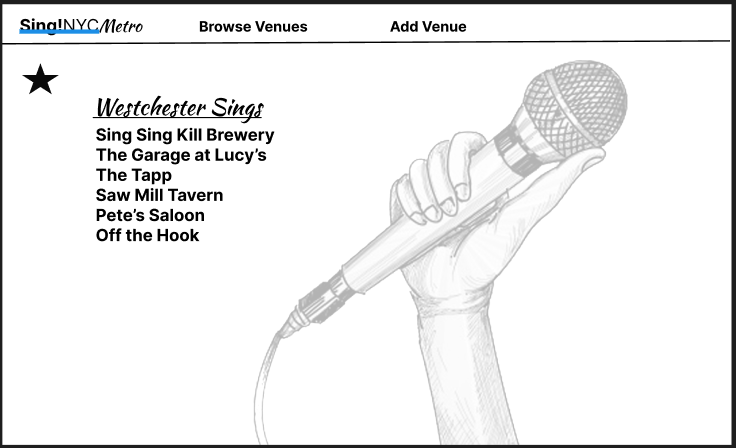 Sing!NYCMetro Browse Venues Add Venue
Westchester Sings
Sing Sing Kill Brewery
The Garage at Lucy’s
The Tapp
Saw Mill Tavern
Pete’s Saloon
Off the Hook